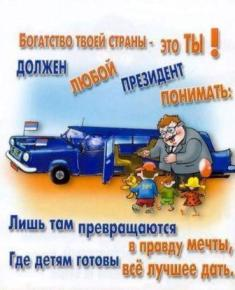 Богатство твоей страны - это ты!
должен любой президент понимать:
Лишь там превращаются в правду мечты,
Где детям готовы всё лучшее дать.